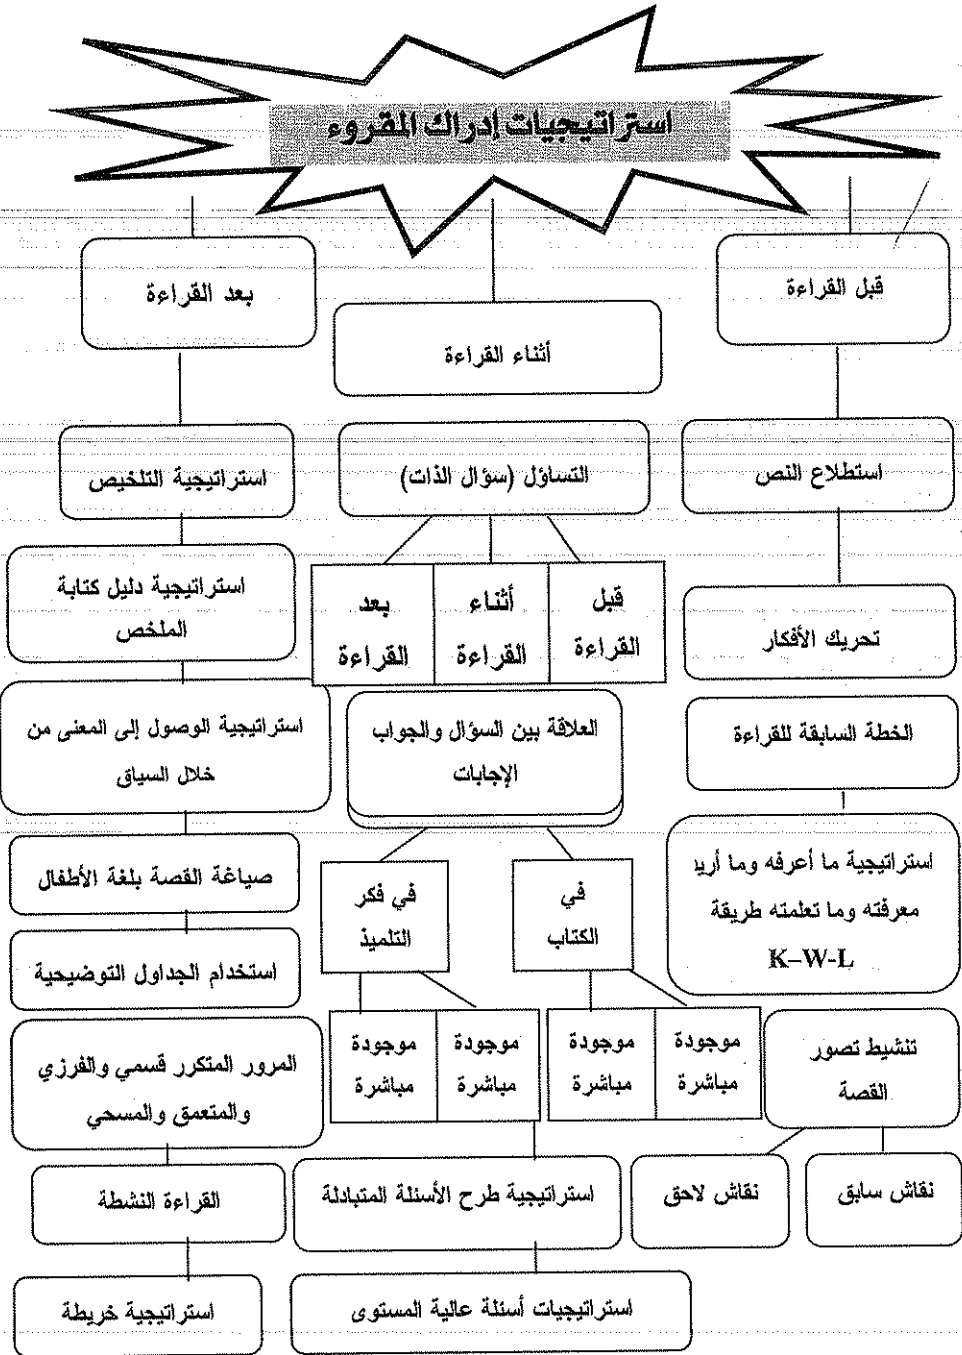 استراتيجيات إدراك المقروء
قبل القراءة
استطلاع النص
تحريك الأفكار
الخطة السابقة للقراءة
استراتيجية ما أعرفه وما أريد
معرفته وما تعلمته طريقة
K–W-L
تنشيط تصور
القصة
نقاش سابق
نقاش لاحق
أثناء القراءة
التساؤل (سؤال الذات)
قبل
القراءة
أثناء
القراءة
بعد
القراءة
العلاقة بين السؤال والجواب
الإجابات
في
الكتاب
في فكر
التلميذ
موجودة
مباشرة
موجودة
مباشرة
موجودة
مباشرة
موجودة
مباشرة
استراتيجية طرح الأسئلة المتبادلة
استراتيجيات أسئلة عالية المستوى
بعد القراءة
استراتيجية التلخيص
استراتيجية دليل كتابة
الملخص
استراتيجية الوصول إلى المعنى من
خلال السياق
صياغة القصة بلغة الأطفال
استخدام الجداول التوضيحية
المرور المتكرر قسمي والفرزي
والمتعمق والمسحي
القراءة النشطة
استراتيجية خريطة